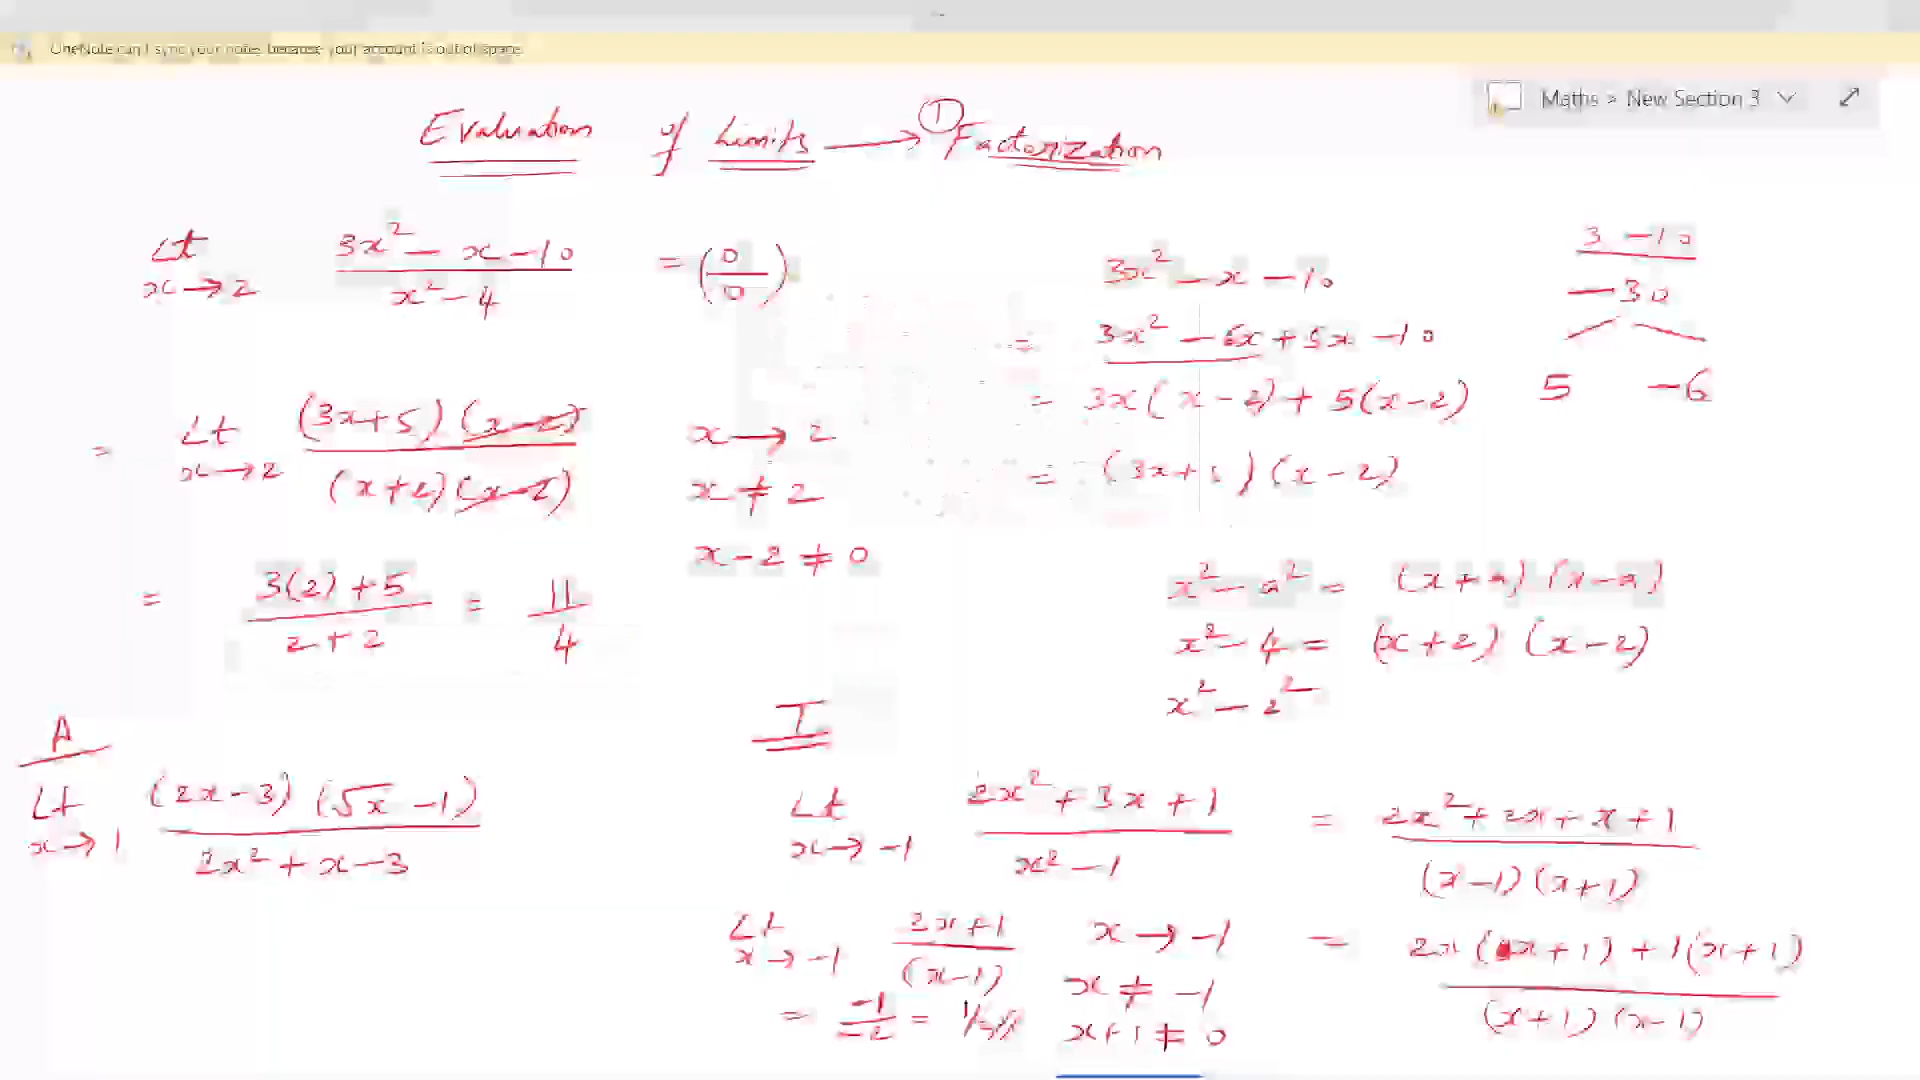 OneNote can't sync your notes because your account is out of space.
Maths > New Section 3
Evaluation of Limits → ① Factorization
Lt x→2 (3x² - x - 10)/(x² - 4) = (0/0)
= Lt x→2 (3x+5)(x-2)/(x+2)(x-2)
x → 2
x ≠ 2
x - 2 ≠ 0
= (3(2)+5)/(2+2) = 11/4
3x² - x - 10
= 3x² - 6x + 5x - 10
= 3x(x-2) + 5(x-2)
= (3x+ )(x-2)
3 -10
-30
5 -6
x² - a² = (x+a)(x-a)
x² - 4 = (x+2)(x-2)
x² - 2²
A
Lt x→1 (2x-3)(√x -1)/(2x² + x - 3)
I
Lt x→-1 (2x² + 3x + 1)/(x² - 1) = (2x² + 2x + x + 1)/((x-1)(x+1))
= (2x(x+1) + 1(x+1))/((x+1)(x-1))
Lt x→-1 (2x+1)/(x-1)
x → -1
x ≠ -1
x+1 ≠ 0
= -1/-2 = 1/2//